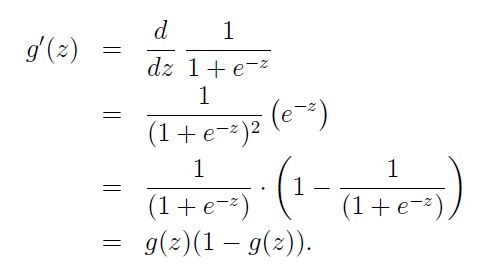 g′(z) = d/dz 1/(1 + e^{−z})
= 1/(1 + e^{−z})² (e^{−z})
= 1/(1 + e^{−z}) · (1 − 1/(1 + e^{−z}))
= g(z)(1 − g(z)).